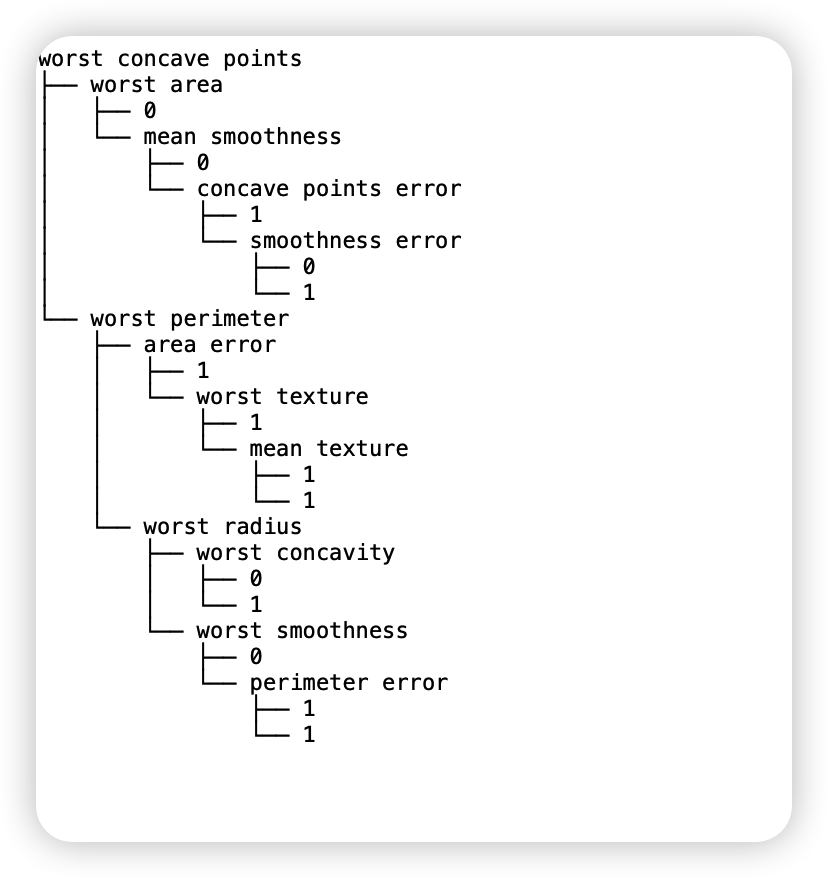 worst concave points
├── worst area
│   ├── 0
│   └── mean smoothness
│       ├── 0
│       └── concave points error
│           ├── 1
│           └── smoothness error
│               ├── 0
│               └── 1
└── worst perimeter
    ├── area error
    │   ├── 1
    │   └── worst texture
    │       ├── 1
    │       └── mean texture
    │           ├── 1
    │           └── 1
    └── worst radius
        ├── worst concavity
        │   ├── 0
        │   └── 1
        └── worst smoothness
            ├── 0
            └── perimeter error
                ├── 1
                └── 1